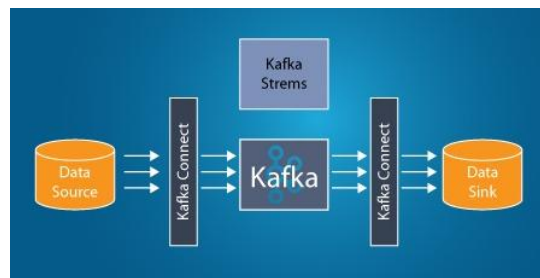 Kafka
Strems
Data
Source
Kafka Connect
Kafka
Kafka Connect
Data
Sink